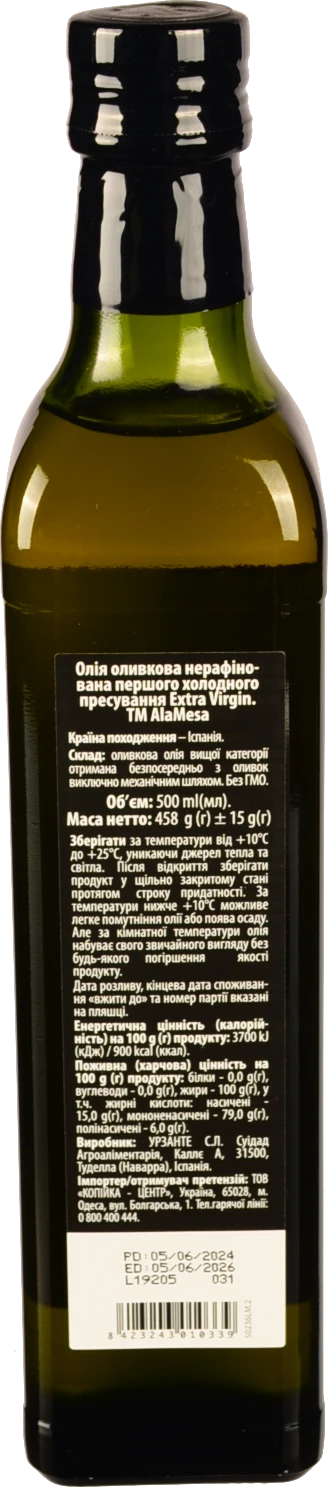 Олія оливкова нерафіно-
вана першого холодного
пресування Extra Virgin.
ТМ AlaMesa
Країна походження – Іспанія.
Склад: оливкова олія вищої категорії
отримана безпосередньо з оливок
виключно механічним шляхом. Без ГМО.
Об’єм: 500 ml(мл).
Маса нетто: 458 g (г) ± 15 g(г)
Зберігати за температури від +10°C
до +25°C, уникаючи джерел тепла та
світла. Після відкриття зберігати
продукт у щільно закритому стані
протягом строку придатності. За
температури нижче +10°C можливе
легке помутніння олії або поява осаду.
Але за кімнатної температури олія
набуває свого звичайного вигляду без
будь-якого погіршення якості
продукту.
Дата розливу, кінцева дата споживан-
ня «вжити до» та номер партії вказані
на пляшці.
Енергетична цінність (калорій-
ність) на 100 g (г) продукту: 3700 kJ
(кДж) / 900 kcal (ккал).
Поживна (харчова) цінність на
100 g (г) продукту: білки - 0,0 g(г),
вуглеводи - 0,0 g(г), жири - 100 g(г), у
т.ч. жирні кислоти: насичені -
15,0 g(г), мононенасичені - 79,0 g(г),
полінасичені - 6,0 g(г).
Виробник: УРЗАНТЕ С.Л. Суідад
Агроаліментарія, Каллє А, 31500,
Туделла (Наварра), Іспанія.
Імпортер/отримувач претензій: ТОВ
«КОПІЙКА - ЦЕНТР», Україна, 65028, м.
Одеса, вул. Болгарська, 1. Тел.гарячої лінії:
0 800 400 444.
PD:05/06/2024
ED:05/06/2026
L19205 031
8 423243 010339
50236LM.2